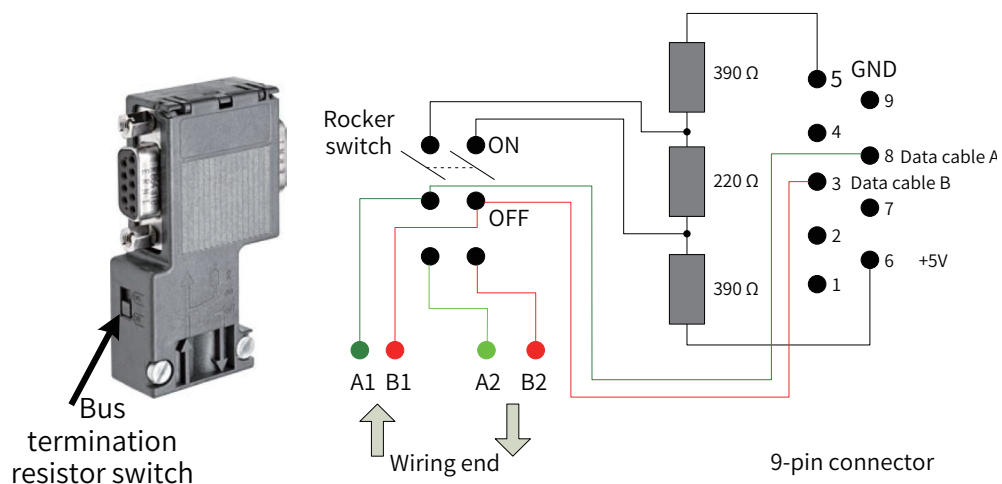 390 Ω
5
GND
9
Rocker
switch
ON
4
8 Data cable A
220 Ω
3 Data cable B
OFF
7
2
6 +5V
390 Ω
1
A1 B1 A2 B2
Bus
termination
resistor switch
Wiring end
9-pin connector